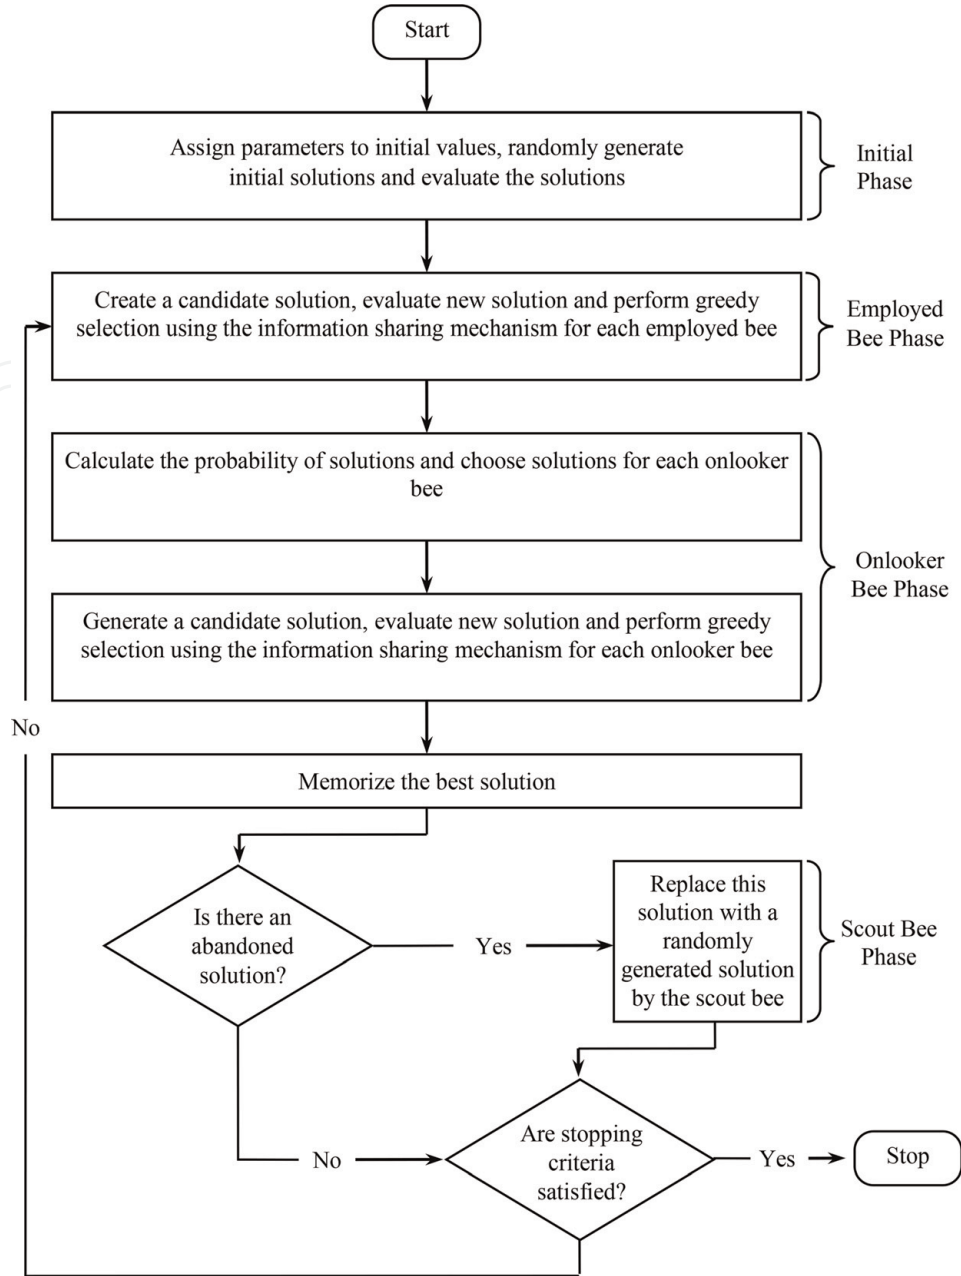 Start
Assign parameters to initial values, randomly generate
initial solutions and evaluate the solutions
Initial
Phase
Create a candidate solution, evaluate new solution and perform greedy
selection using the information sharing mechanism for each employed bee
Employed
Bee Phase
Calculate the probability of solutions and choose solutions for each onlooker
bee
Onlooker
Bee Phase
Generate a candidate solution, evaluate new solution and perform greedy
selection using the information sharing mechanism for each onlooker bee
No
Memorize the best solution
Is there an
abandoned
solution?
Yes
Replace this
solution with a
randomly
generated solution
by the scout bee
Scout Bee
Phase
No
Are stopping
criteria
satisfied?
Yes
Stop